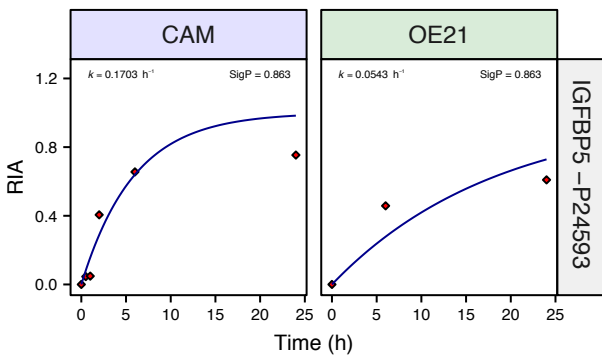 CAM
OE21
k = 0.1703 h⁻¹
SigP = 0.863
k = 0.0543 h⁻¹
SigP = 0.863
IGFBP5 – P24593
RIA
1.2
0.8
0.4
0.0
0 5 10 15 20 25
0 5 10 15 20 25
Time (h)